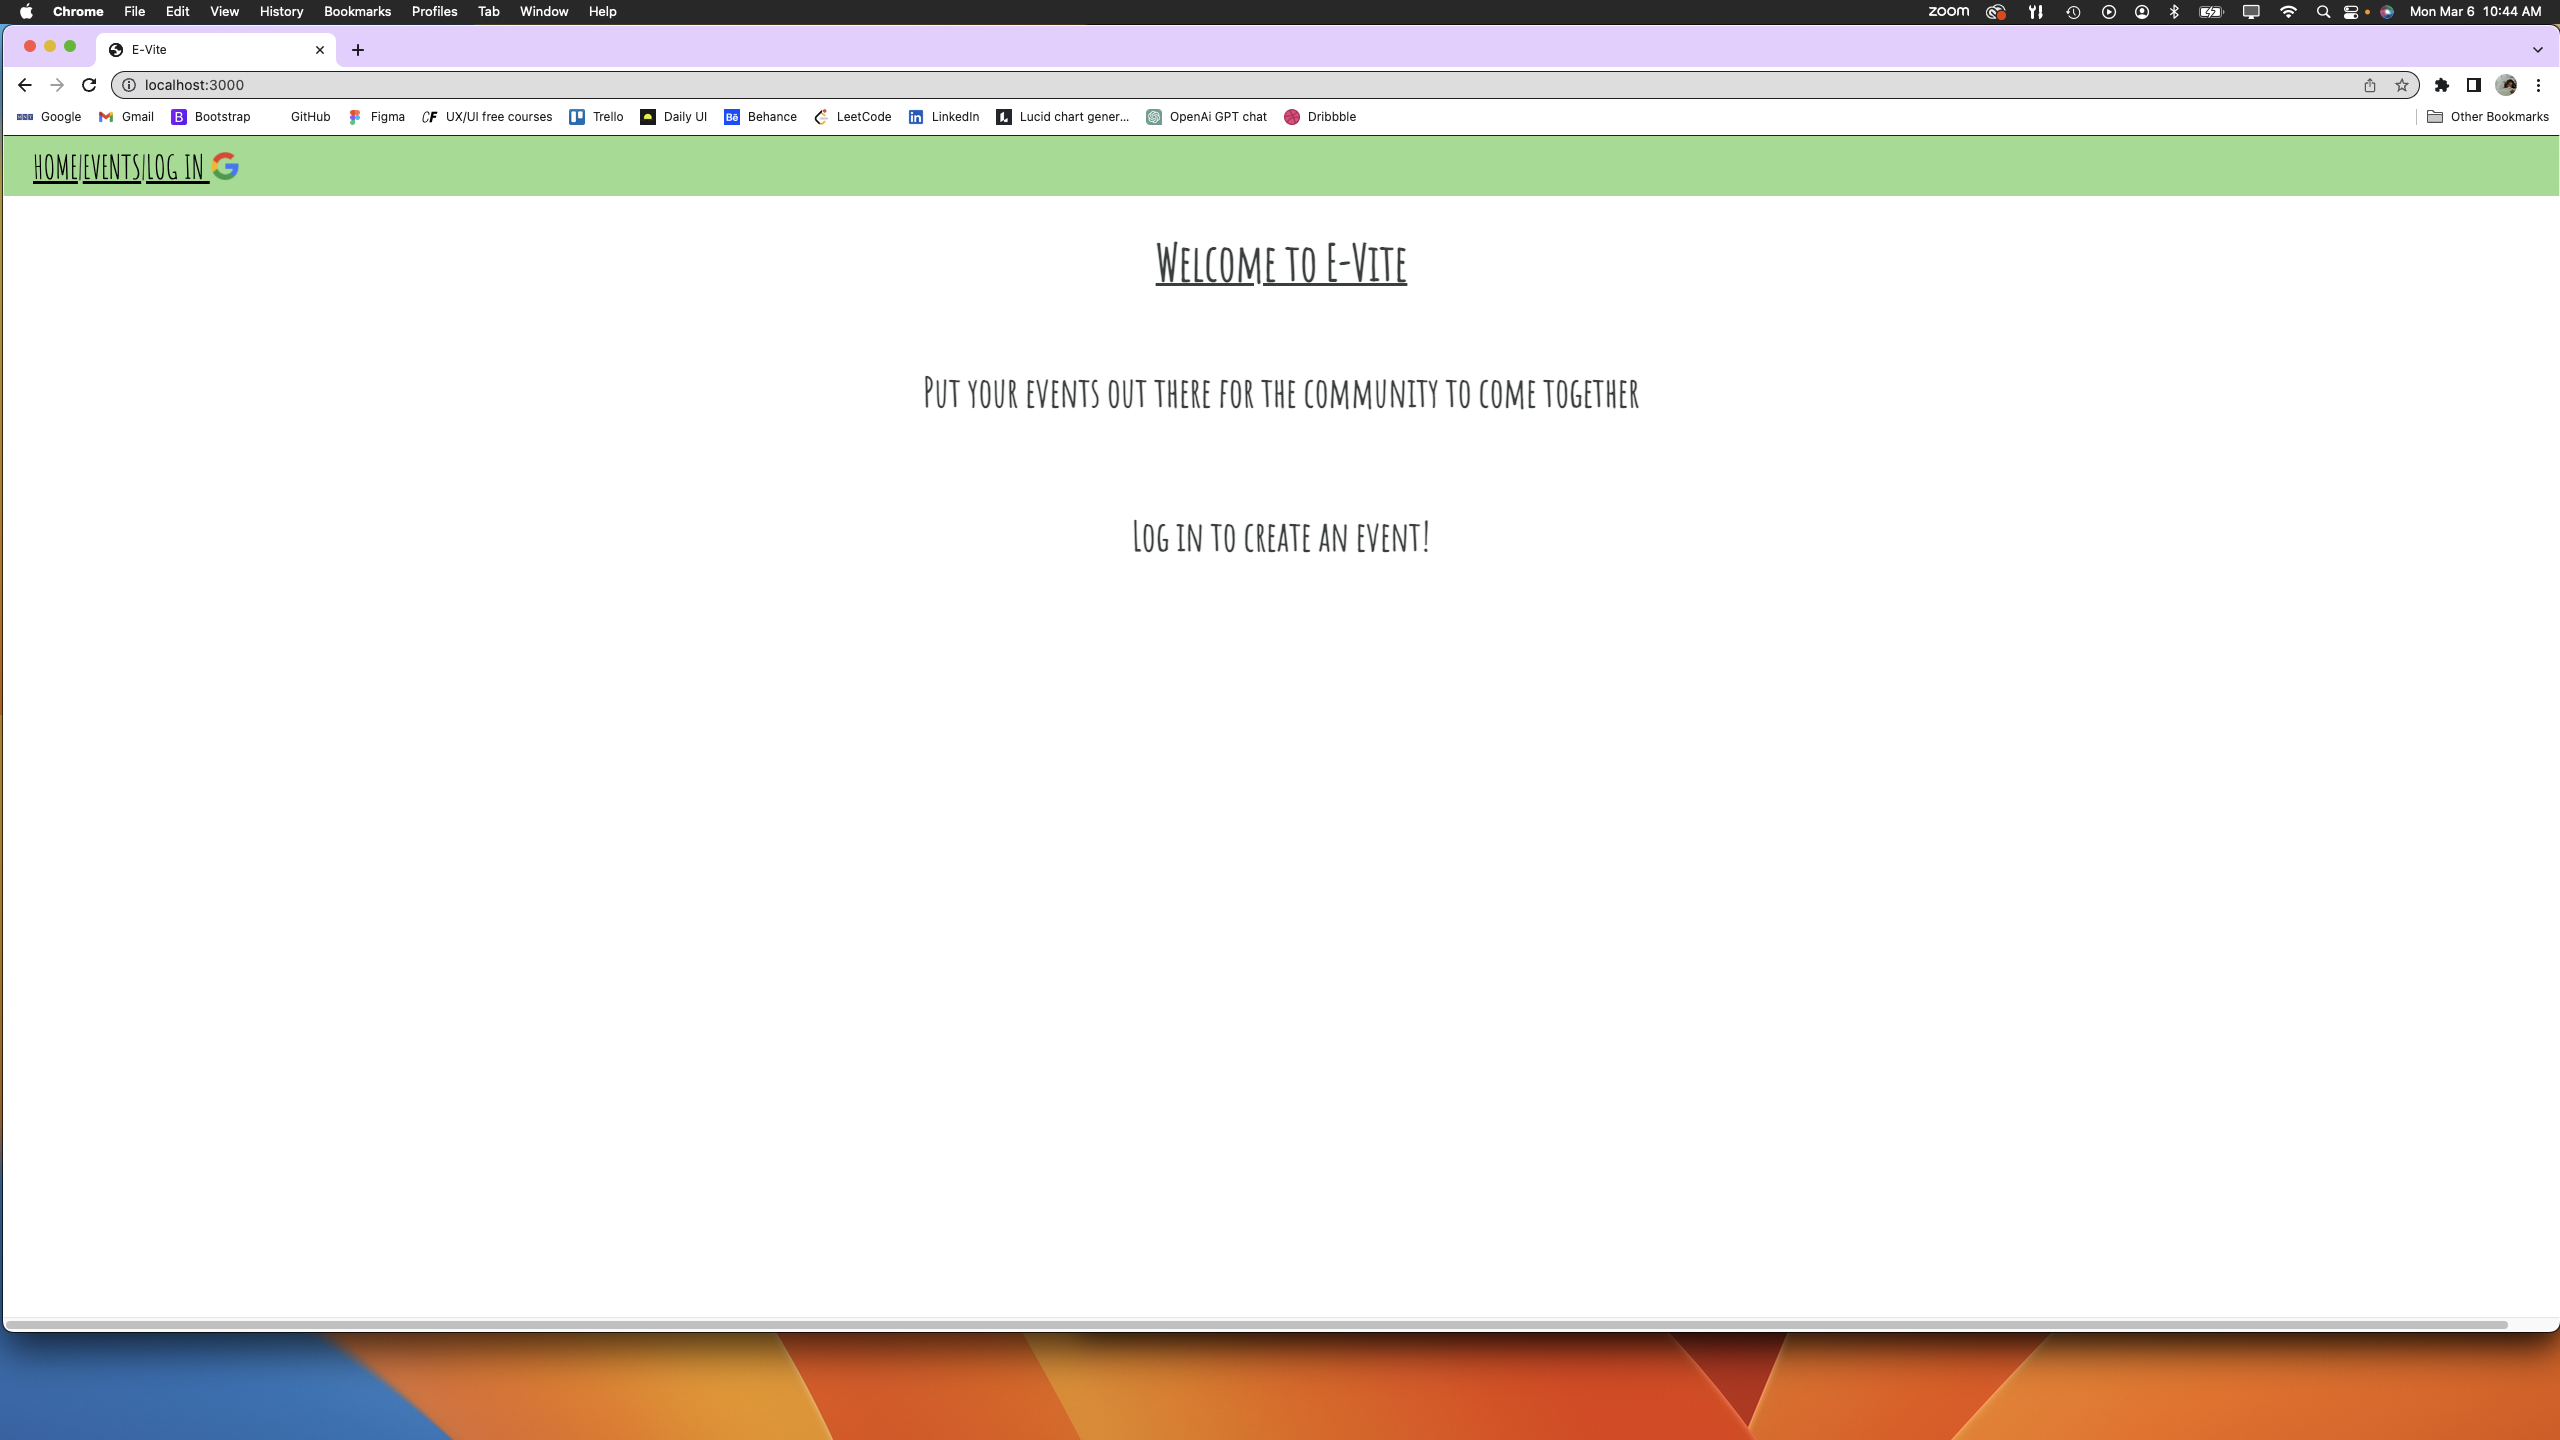 Chrome File Edit View History Bookmarks Profiles Tab Window Help zoom Mon Mar 6 10:44 AM
E-Vite
localhost:3000
Google Gmail Bootstrap GitHub Figma UX/UI free courses Trello Daily UI Behance LeetCode LinkedIn Lucid chart gener... OpenAi GPT chat Dribbble Other Bookmarks
HOME|EVENTS|LOG IN
Welcome to E-Vite
Put your events out there for the community to come together
Log in to create an event!